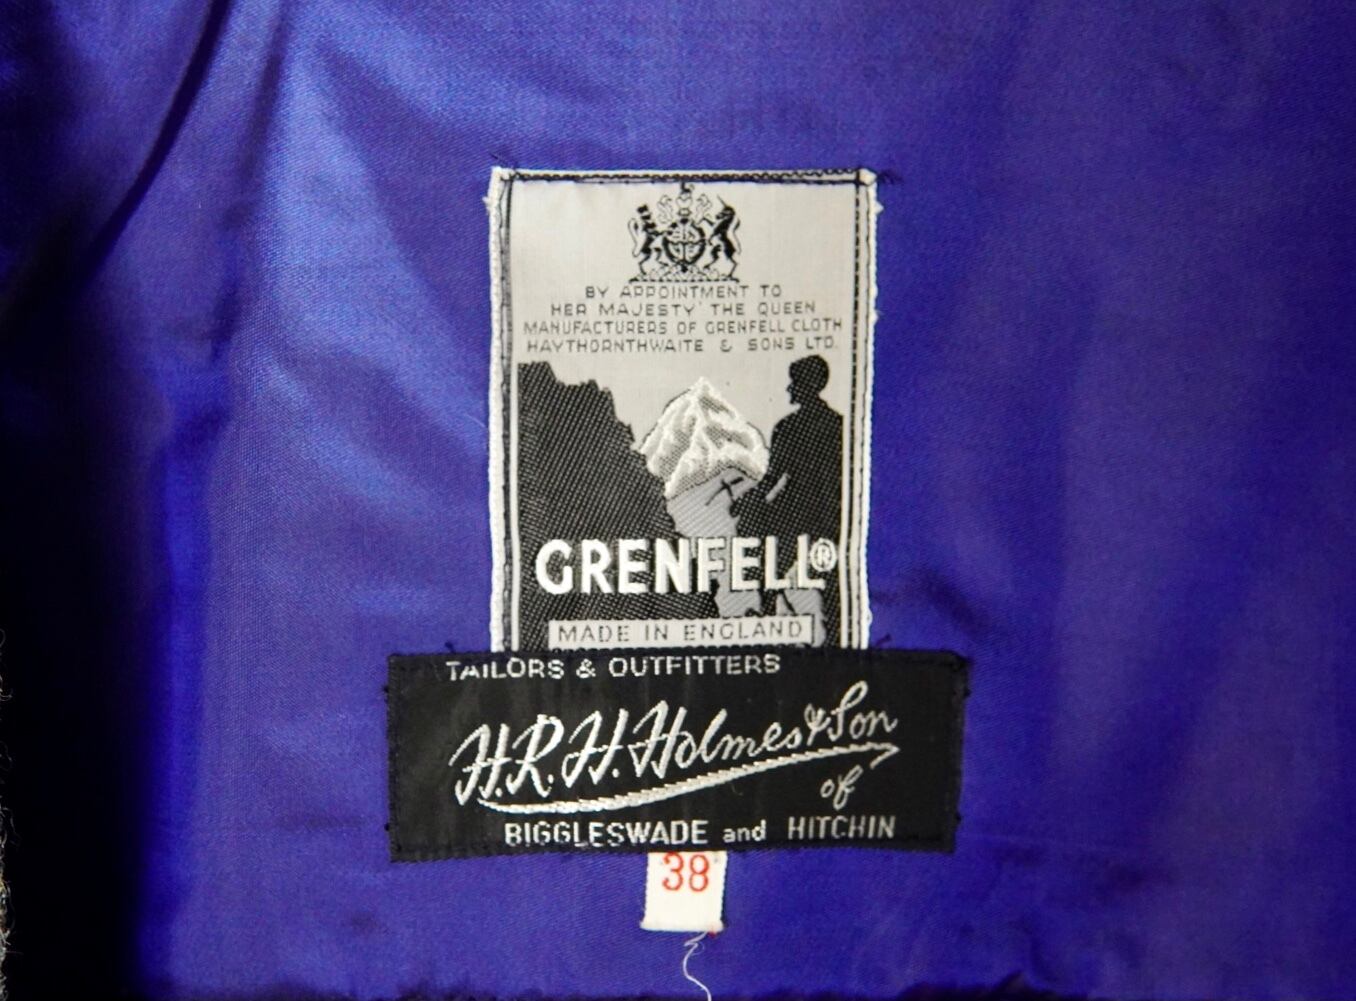 BY APPOINTMENT TO
HER MAJESTY THE QUEEN
MANUFACTURERS OF GRENFELL CLOTH
HAYTHORNTHWAITE & SONS LTD.
GRENFELL®
MADE IN ENGLAND
TAILORS & OUTFITTERS
H.R.H. Holmes & Son
of
BIGGLESWADE and HITCHIN
38